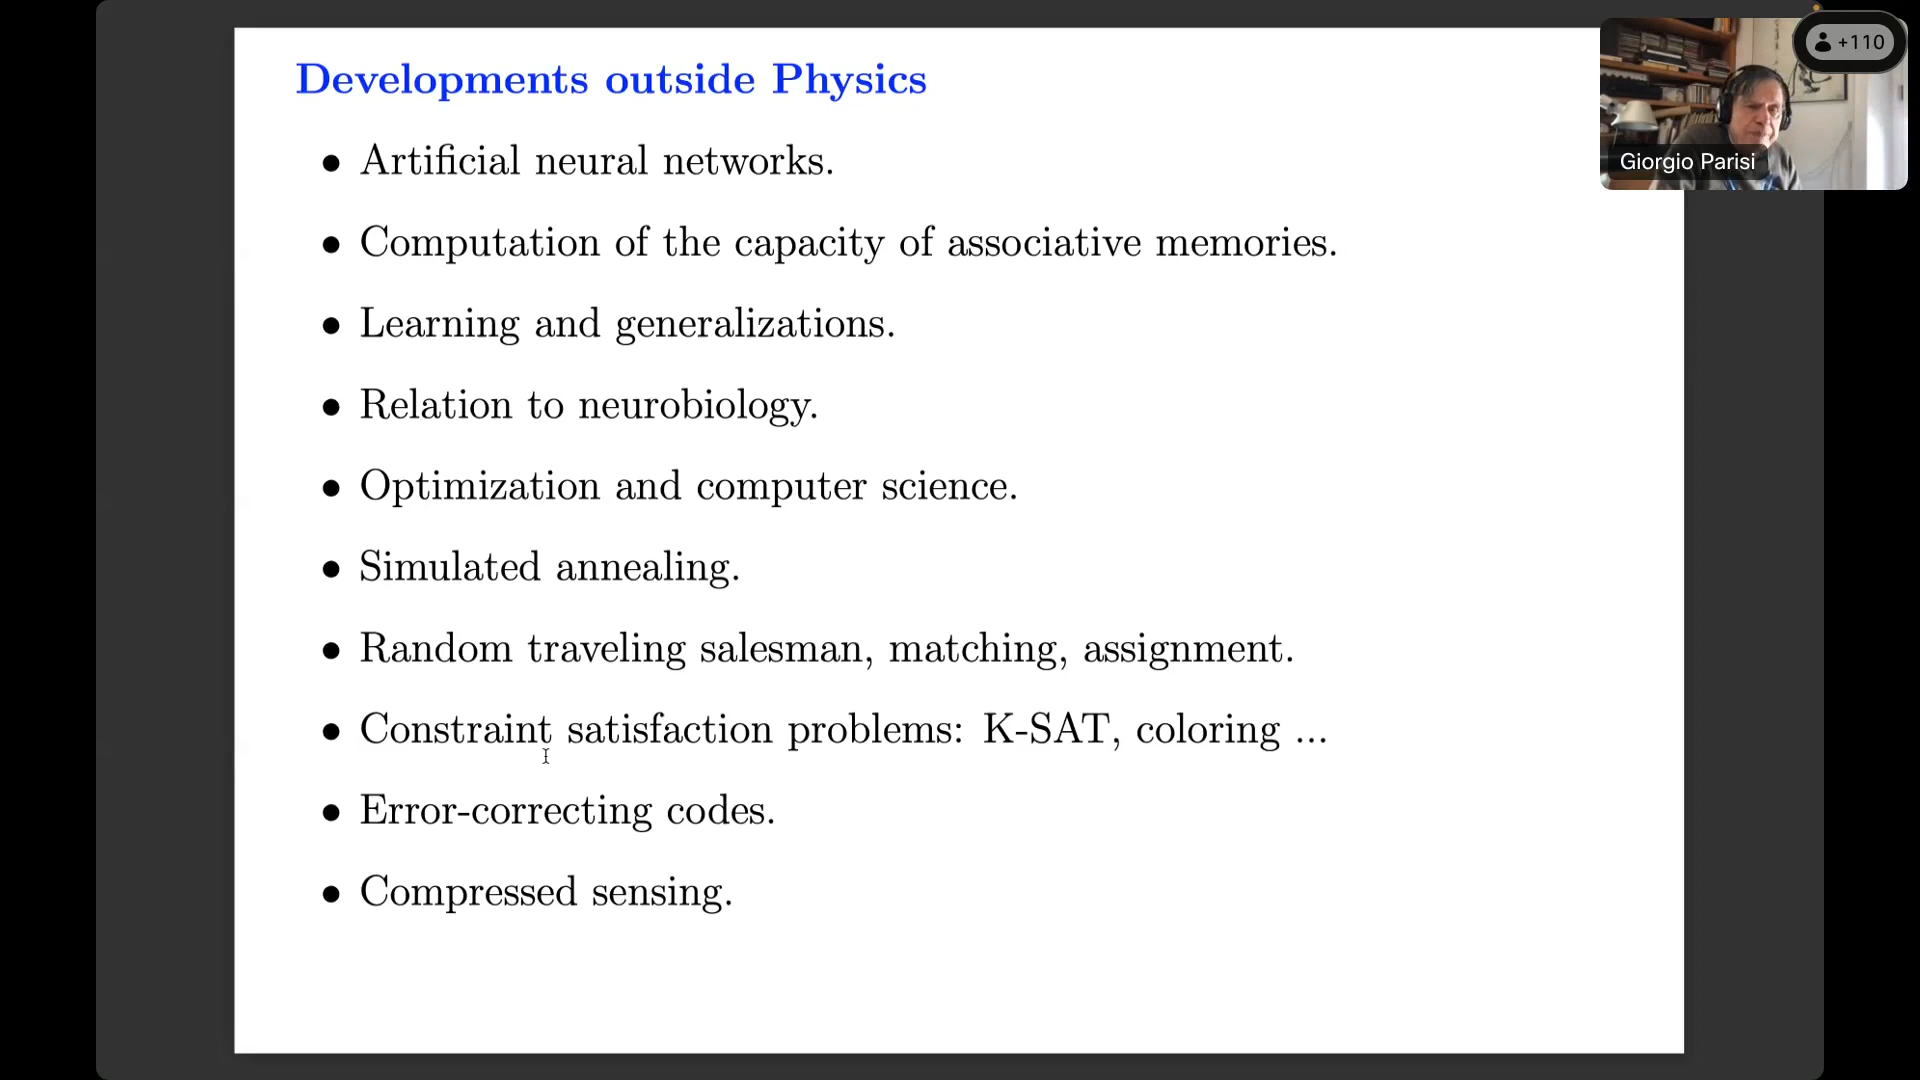 Developments outside Physics
• Artificial neural networks.
• Computation of the capacity of associative memories.
• Learning and generalizations.
• Relation to neurobiology.
• Optimization and computer science.
• Simulated annealing.
• Random traveling salesman, matching, assignment.
• Constraint satisfaction problems: K-SAT, coloring ...
• Error-correcting codes.
• Compressed sensing.
+110
Giorgio Parisi